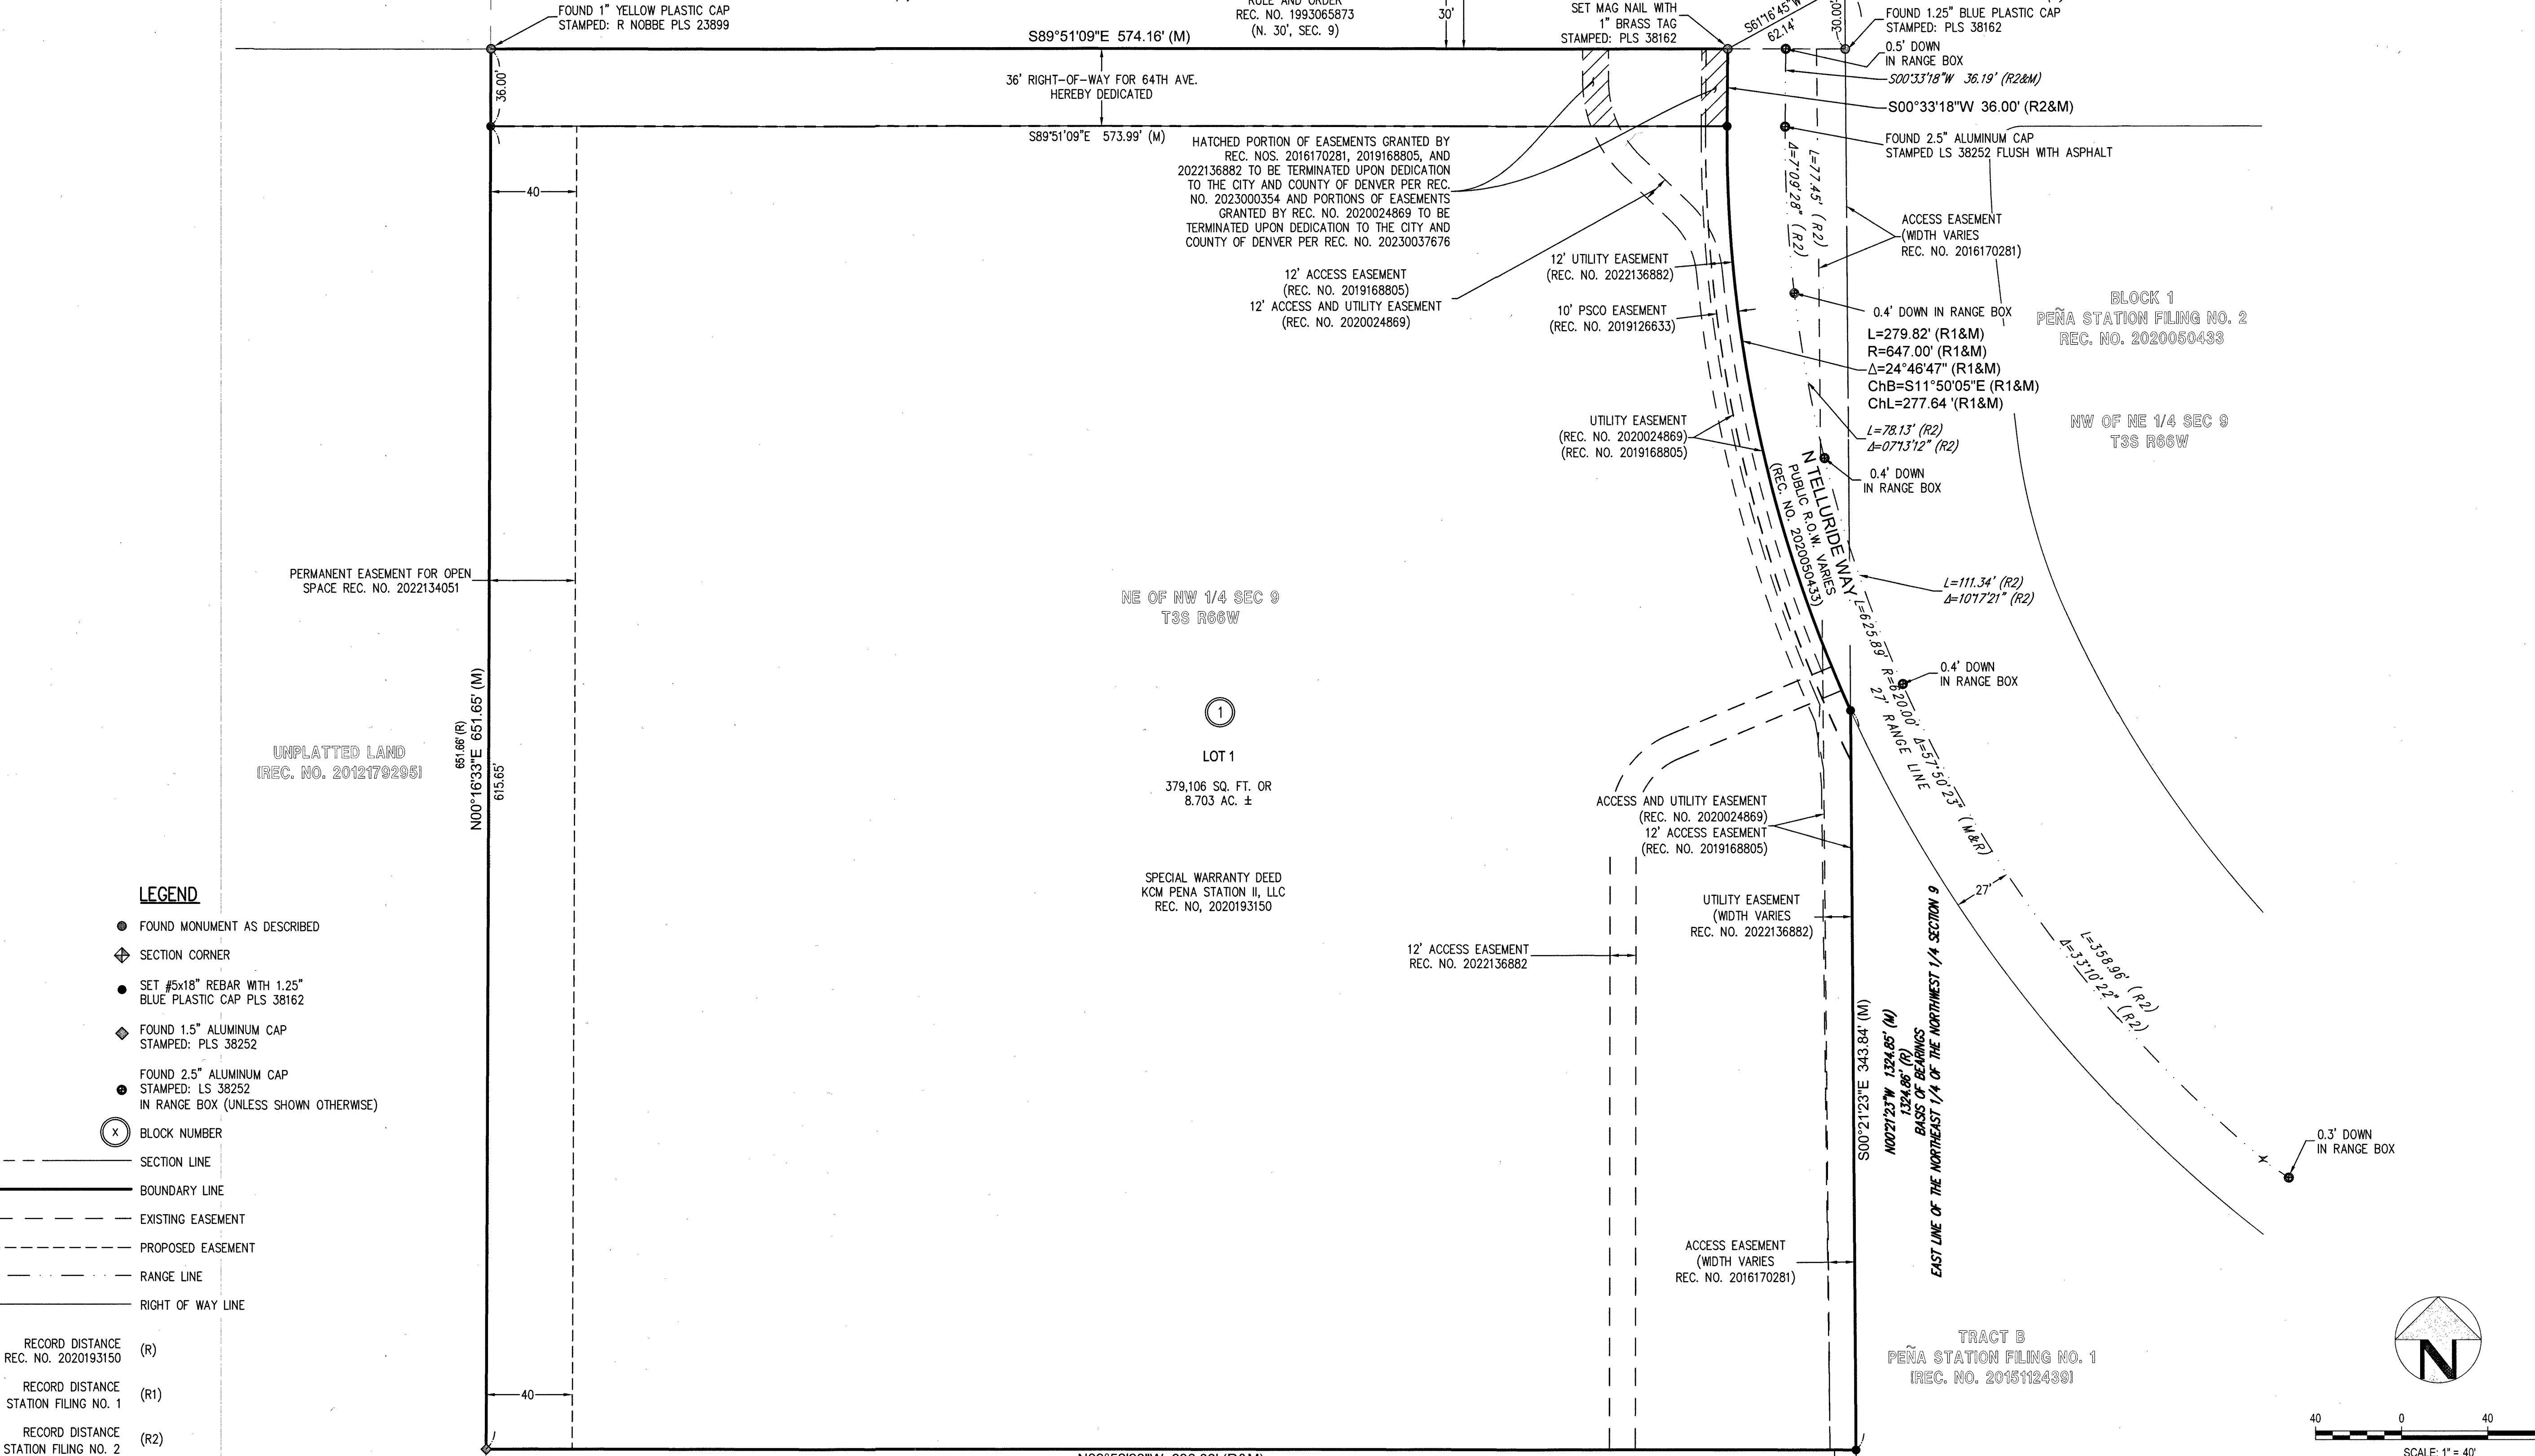 FOUND 1" YELLOW PLASTIC CAP
STAMPED: R NOBBE PLS 23899
RULE AND ORDER
REC. NO. 1993065873
(N. 30', SEC. 9)
30'
SET MAG NAIL WITH
1" BRASS TAG
STAMPED: PLS 38162
S61°16'45"W
62.14'
30.00'
FOUND 1.25" BLUE PLASTIC CAP
STAMPED: PLS 38162
0.5' DOWN
IN RANGE BOX
S00°33'18"W 36.19' (R2&M)
S00°33'18"W 36.00' (R2&M)
FOUND 2.5" ALUMINUM CAP
STAMPED LS 38252 FLUSH WITH ASPHALT
S89°51'09"E 574.16' (M)
36.00'
36' RIGHT-OF-WAY FOR 64TH AVE.
HEREBY DEDICATED
S89°51'09"E 573.99' (M)
40
HATCHED PORTION OF EASEMENTS GRANTED BY
REC. NOS. 2016170281, 2019168805, AND
2022136882 TO BE TERMINATED UPON DEDICATION
TO THE CITY AND COUNTY OF DENVER PER REC.
NO. 2023000354 AND PORTIONS OF EASEMENTS
GRANTED BY REC. NO. 2020024869 TO BE
TERMINATED UPON DEDICATION TO THE CITY AND
COUNTY OF DENVER PER REC. NO. 20230037676
12' ACCESS EASEMENT
(REC. NO. 2019168805)
12' ACCESS AND UTILITY EASEMENT
(REC. NO. 2020024869)
12' UTILITY EASEMENT
(REC. NO. 2022136882)
10' PSCO EASEMENT
(REC. NO. 2019126633)
UTILITY EASEMENT
(REC. NO. 2020024869)
(REC. NO. 2019168805)
Δ=7°09'28" (R2)
L=77.45' (R2)
ACCESS EASEMENT
(WIDTH VARIES
REC. NO. 2016170281)
0.4' DOWN IN RANGE BOX
L=279.82' (R1&M)
R=647.00' (R1&M)
Δ=24°46'47" (R1&M)
ChB=S11°50'05"E (R1&M)
ChL=277.64 '(R1&M)
L=78.13' (R2)
Δ=07°13'12" (R2)
0.4' DOWN
IN RANGE BOX
BLOCK 1
PEÑA STATION FILING NO. 2
REC. NO. 2020050433
NW OF NE 1/4 SEC 9
T3S R66W
N TELLURIDE WAY
PUBLIC R.O.W. VARIES
(REC. NO. 2020050433)
L=111.34' (R2)
Δ=10°17'21" (R2)
L=625.89' R=620.00' Δ=57°50'23" (M&R)
27' RANGE LINE
0.4' DOWN
IN RANGE BOX
27'
L=358.96' (R2)
Δ=33°10'22" (R2)
0.3' DOWN
IN RANGE BOX
PERMANENT EASEMENT FOR OPEN
SPACE REC. NO. 2022134051
NE OF NW 1/4 SEC 9
T3S R66W
1
LOT 1
379,106 SQ. FT. OR
8.703 AC. ±
SPECIAL WARRANTY DEED
KCM PENA STATION II, LLC
REC. NO, 2020193150
UNPLATTED LAND
(REC. NO. 2012179295)
651.66' (R)
N00°16'33"E 651.65' (M)
615.65'
ACCESS AND UTILITY EASEMENT
(REC. NO. 2020024869)
12' ACCESS EASEMENT
(REC. NO. 2019168805)
UTILITY EASEMENT
(WIDTH VARIES
REC. NO. 2022136882)
12' ACCESS EASEMENT
REC. NO. 2022136882
ACCESS EASEMENT
(WIDTH VARIES
REC. NO. 2016170281)
S00°21'23"E 343.84' (M)
N00°21'23"W 1324.85' (M)
1324.86' (R)
BASIS OF BEARINGS
EAST LINE OF THE NORTHEAST 1/4 OF THE NORTHWEST 1/4 SECTION 9
TRACT B
PEÑA STATION FILING NO. 1
(REC. NO. 2015112439)
LEGEND
FOUND MONUMENT AS DESCRIBED
SECTION CORNER
SET #5x18" REBAR WITH 1.25"
BLUE PLASTIC CAP PLS 38162
FOUND 1.5" ALUMINUM CAP
STAMPED: PLS 38252
FOUND 2.5" ALUMINUM CAP
STAMPED: LS 38252
IN RANGE BOX (UNLESS SHOWN OTHERWISE)
X BLOCK NUMBER
SECTION LINE
BOUNDARY LINE
EXISTING EASEMENT
PROPOSED EASEMENT
RANGE LINE
RIGHT OF WAY LINE
RECORD DISTANCE
REC. NO. 2020193150 (R)
RECORD DISTANCE
STATION FILING NO. 1 (R1)
RECORD DISTANCE
STATION FILING NO. 2 (R2)
40
N
40 0 40
SCALE: 1" = 40'